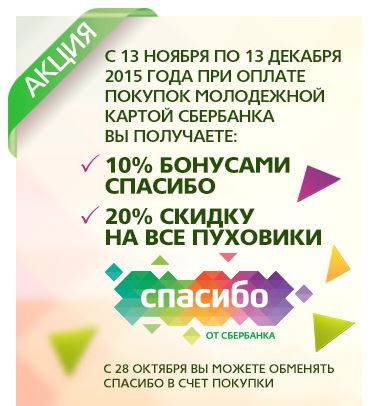 АКЦИЯ
С 13 НОЯБРЯ ПО 13 ДЕКАБРЯ
2015 ГОДА ПРИ ОПЛАТЕ
ПОКУПОК МОЛОДЕЖНОЙ
КАРТОЙ СБЕРБАНКА
ВЫ ПОЛУЧАЕТЕ:
10% БОНУСАМИ
СПАСИБО
20% СКИДКУ
НА ВСЕ ПУХОВИКИ
спасибо
ОТ СБЕРБАНКА
С 28 ОКТЯБРЯ ВЫ МОЖЕТЕ ОБМЕНЯТЬ
СПАСИБО В СЧЕТ ПОКУПКИ